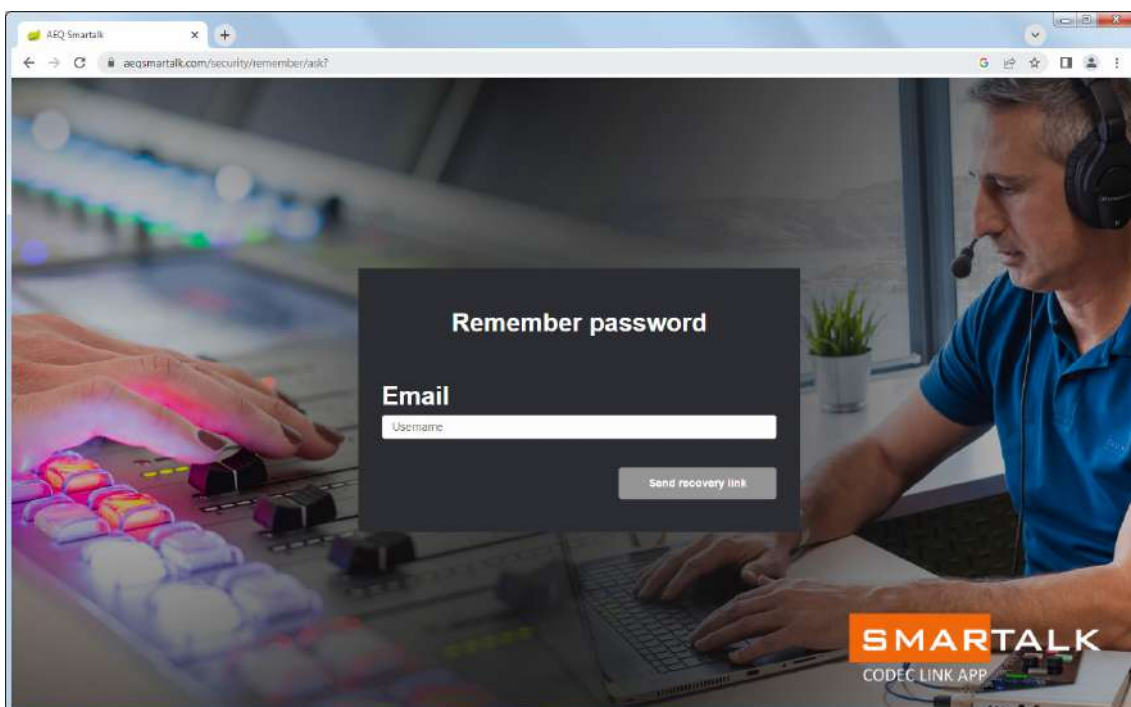 AEQ Smartalk
aeqsmartalk.com/security/remember/ask?
Remember password
Email
Username
Send recovery link
SMARTALK
CODEC LINK APP